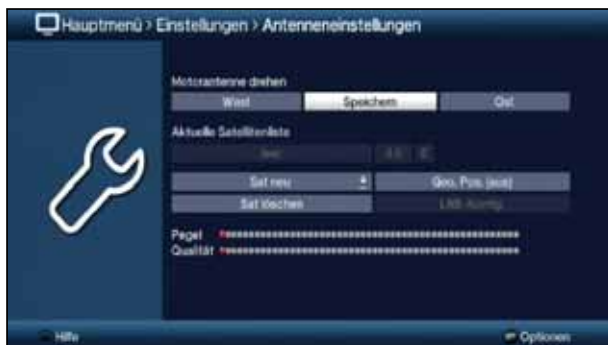 Hauptmenü > Einstellungen > Antenneneinstellungen
Motorantenne drehen
West Speichern Ost
Aktuelle Satellitenliste
Sat neu Geo. Pos. (aus)
Sat löschen LNB-Konfig.
Pegel
Qualität
Hilfe Optionen